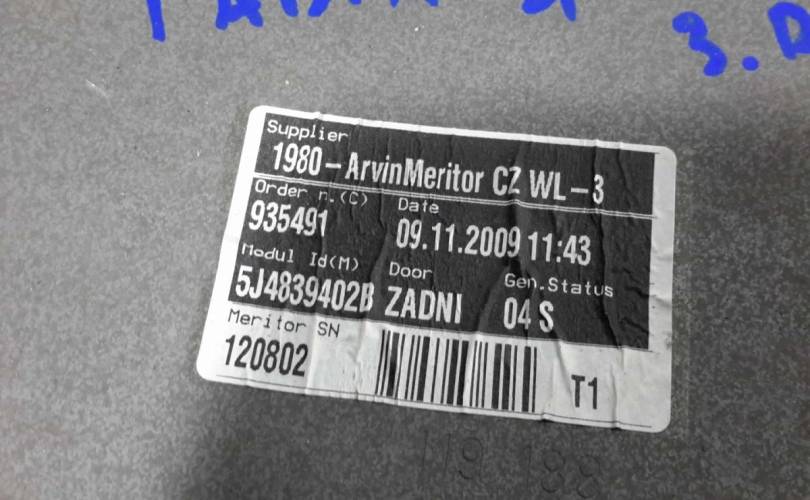 3.
Supplier
1980-ArvinMeritor CZ WL-3
Order n.(C) Date
935491 09.11.2009 11:43
Modul Id(M) Door Gen.Status
5J4839402B ZADNI 04 S
Meritor SN
120802 T1